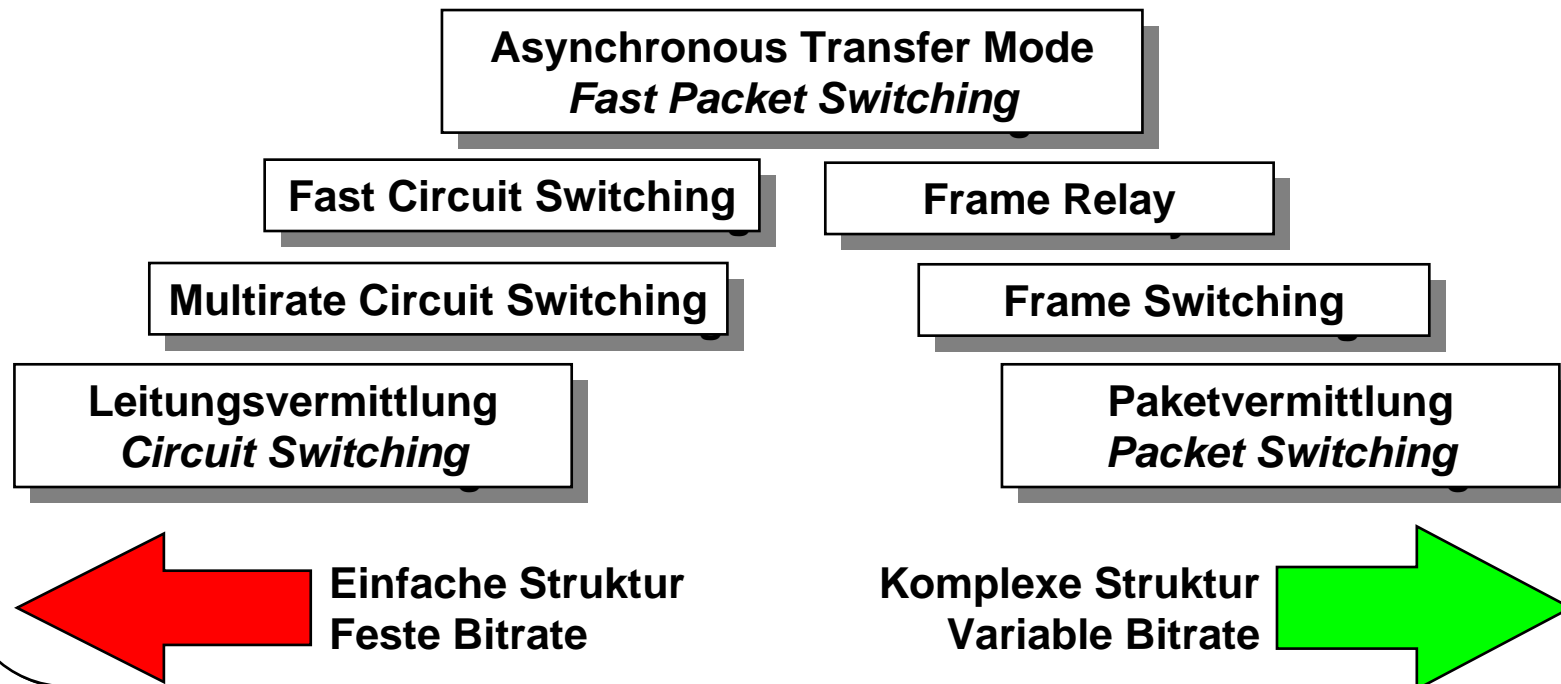 Asynchronous Transfer Mode
Fast Packet Switching
Fast Circuit Switching
Frame Relay
Multirate Circuit Switching
Frame Switching
Leitungsvermittlung
Circuit Switching
Paketvermittlung
Packet Switching
Einfache Struktur
Feste Bitrate
Komplexe Struktur
Variable Bitrate